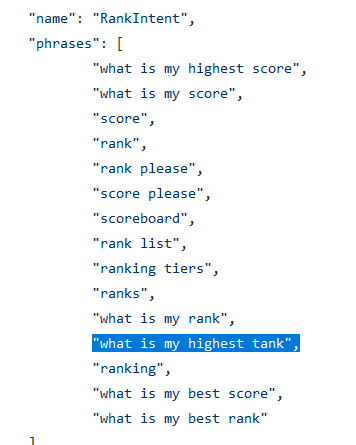 "name": "RankIntent",
"phrases": [
"what is my highest score",
"what is my score",
"score",
"rank",
"rank please",
"score please",
"scoreboard",
"rank list",
"ranking tiers",
"ranks",
"what is my rank",
"what is my highest tank",
"ranking",
"what is my best score",
"what is my best rank"
]